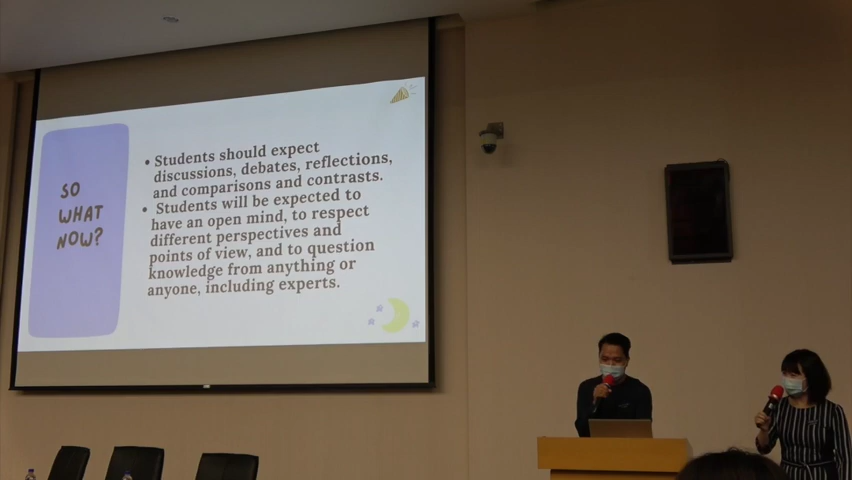 SO
WHAT
NOW?
• Students should expect
discussions, debates, reflections,
and comparisons and contrasts.
• Students will be expected to
have an open mind, to respect
different perspectives and
points of view, and to question
knowledge from anything or
anyone, including experts.